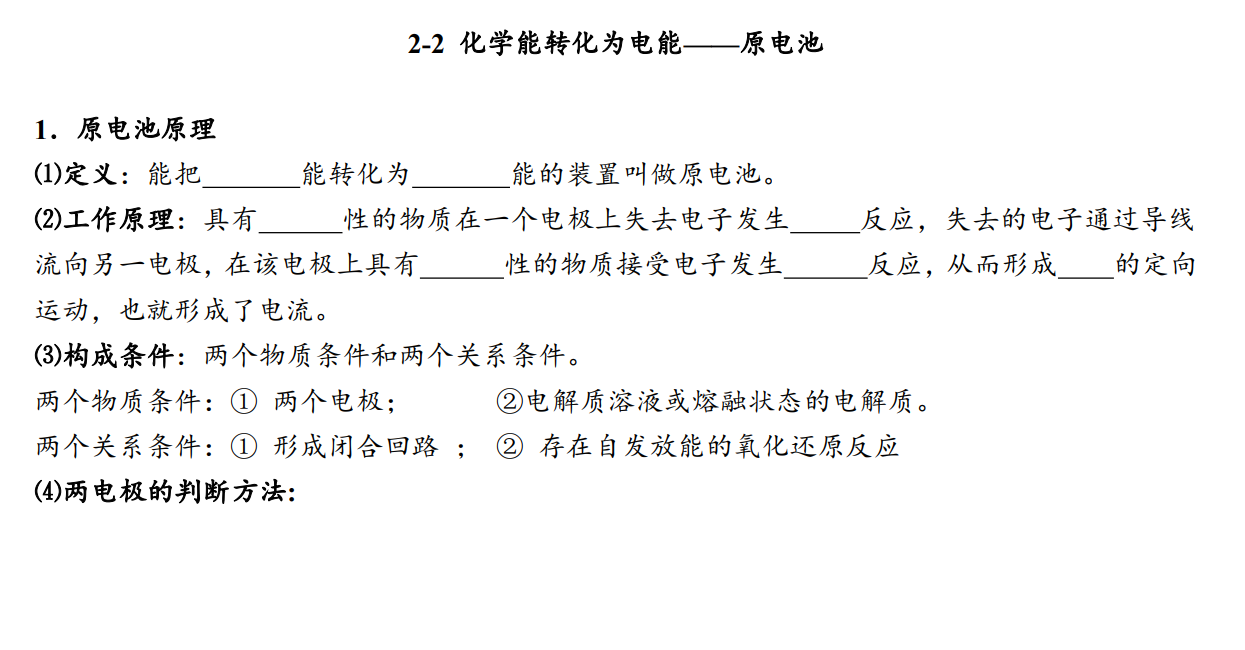 2-2 化学能转化为电能——原电池
1．原电池原理
⑴定义：能把_______能转化为_______能的装置叫做原电池。
⑵工作原理：具有______性的物质在一个电极上失去电子发生_____反应，失去的电子通过导线
流向另一电极，在该电极上具有______性的物质接受电子发生______反应，从而形成____的定向
运动，也就形成了电流。
⑶构成条件：两个物质条件和两个关系条件。
两个物质条件：① 两个电极； ②电解质溶液或熔融状态的电解质。
两个关系条件：① 形成闭合回路 ； ② 存在自发放能的氧化还原反应
⑷两电极的判断方法：